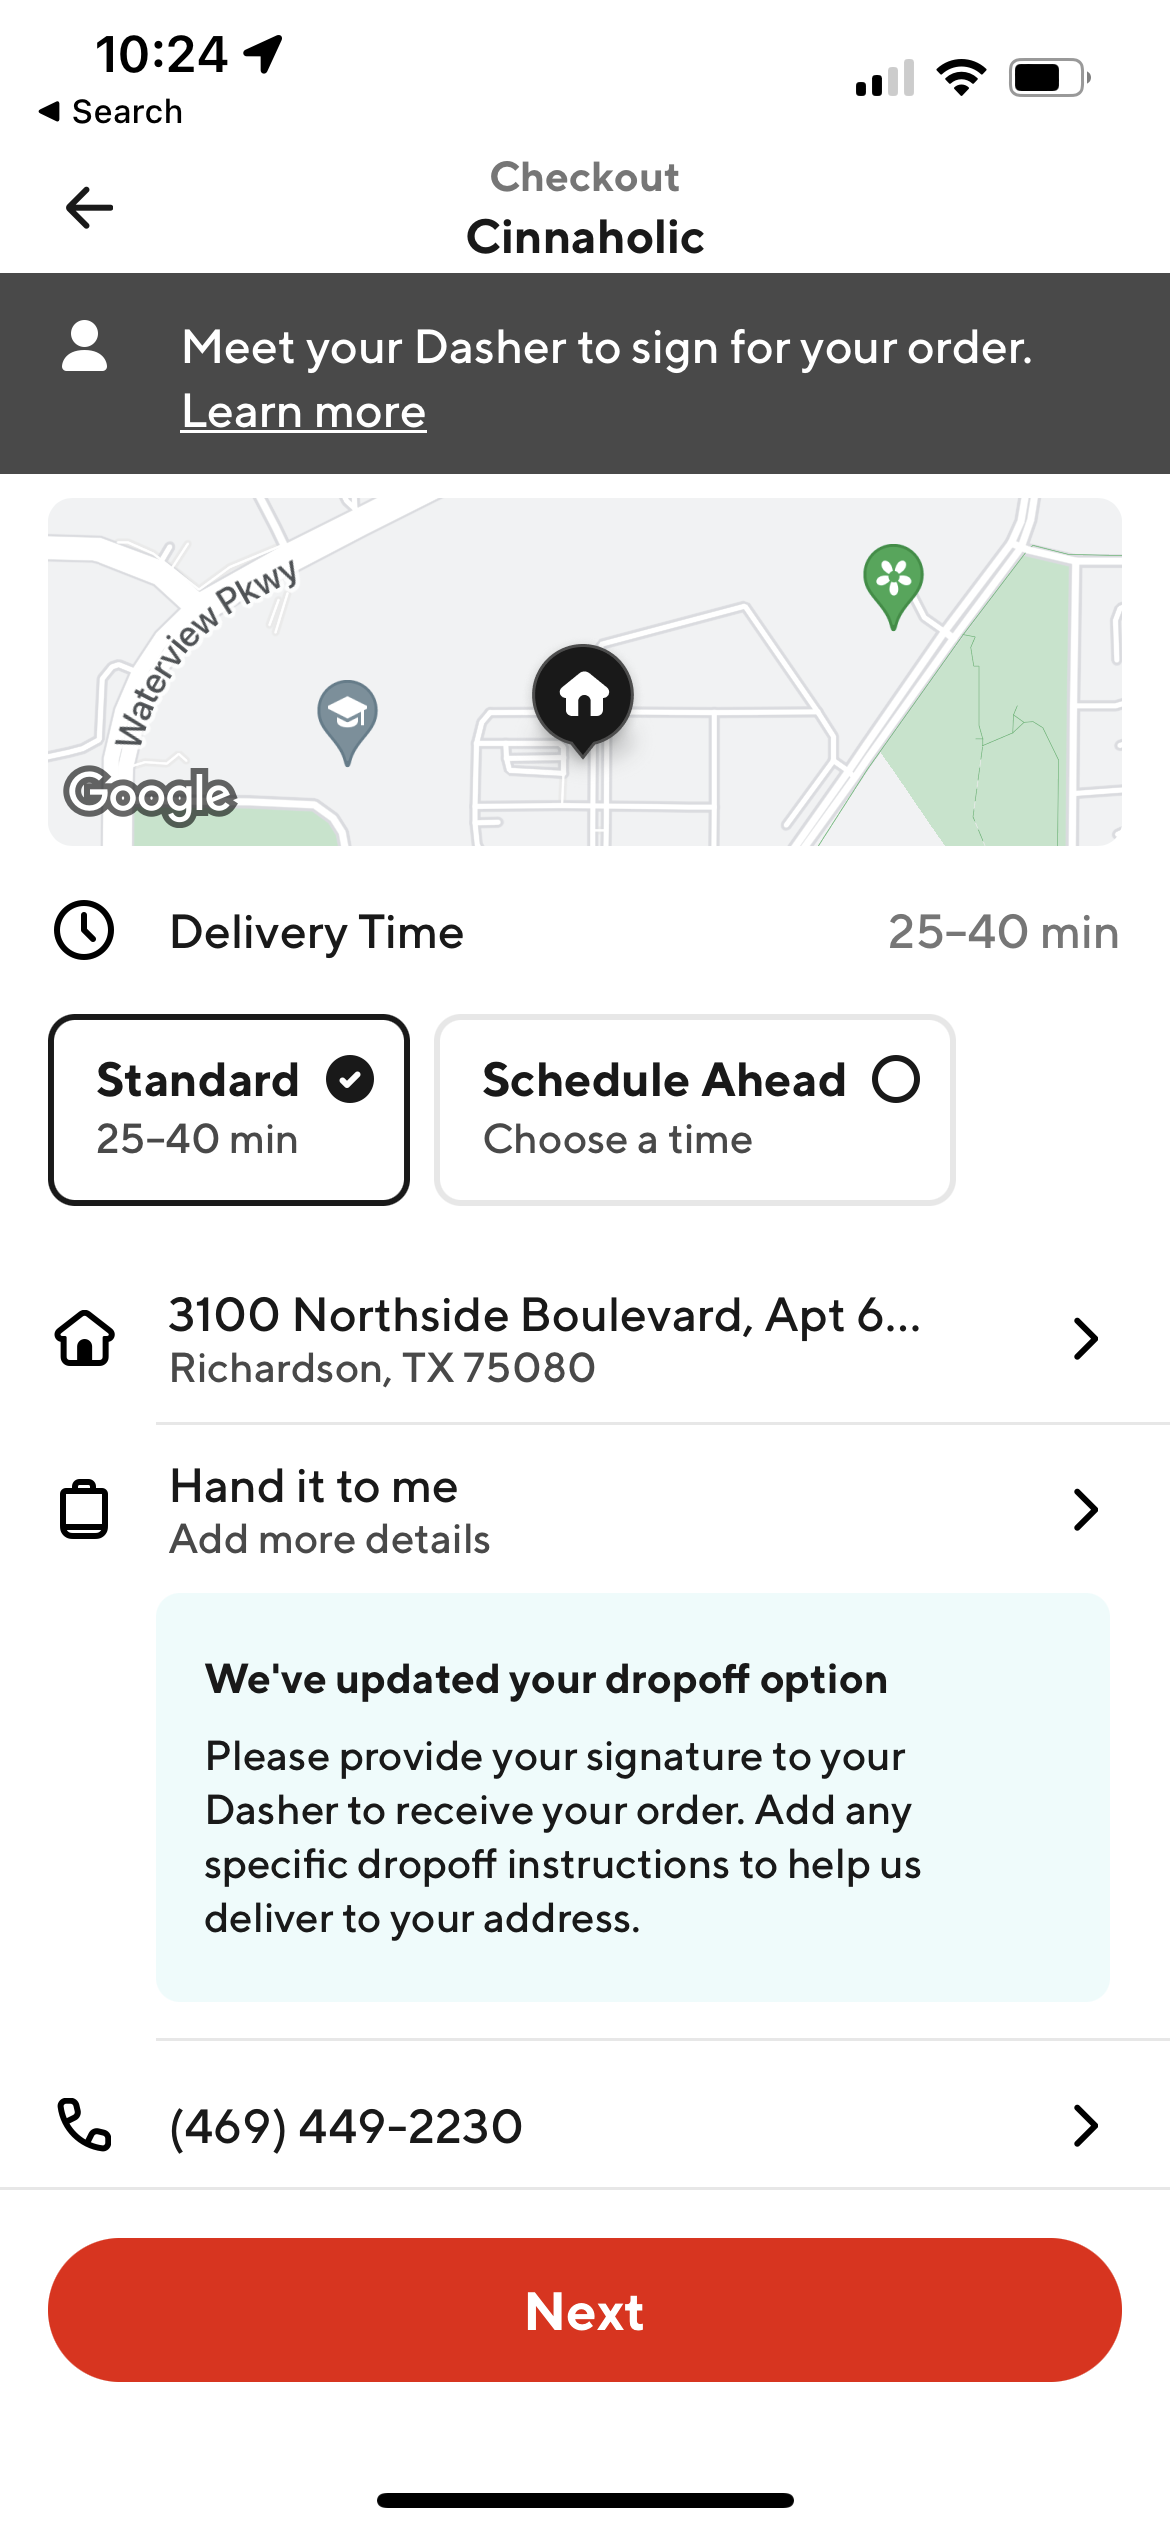 10:24
Search
Checkout
Cinnaholic
Meet your Dasher to sign for your order.
Learn more
Waterview Pkwy
Google
Delivery Time
25–40 min
Standard
25–40 min
Schedule Ahead
Choose a time
3100 Northside Boulevard, Apt 6...
Richardson, TX 75080
Hand it to me
Add more details
We've updated your dropoff option
Please provide your signature to your
Dasher to receive your order. Add any
specific dropoff instructions to help us
deliver to your address.
(469) 449-2230
Next